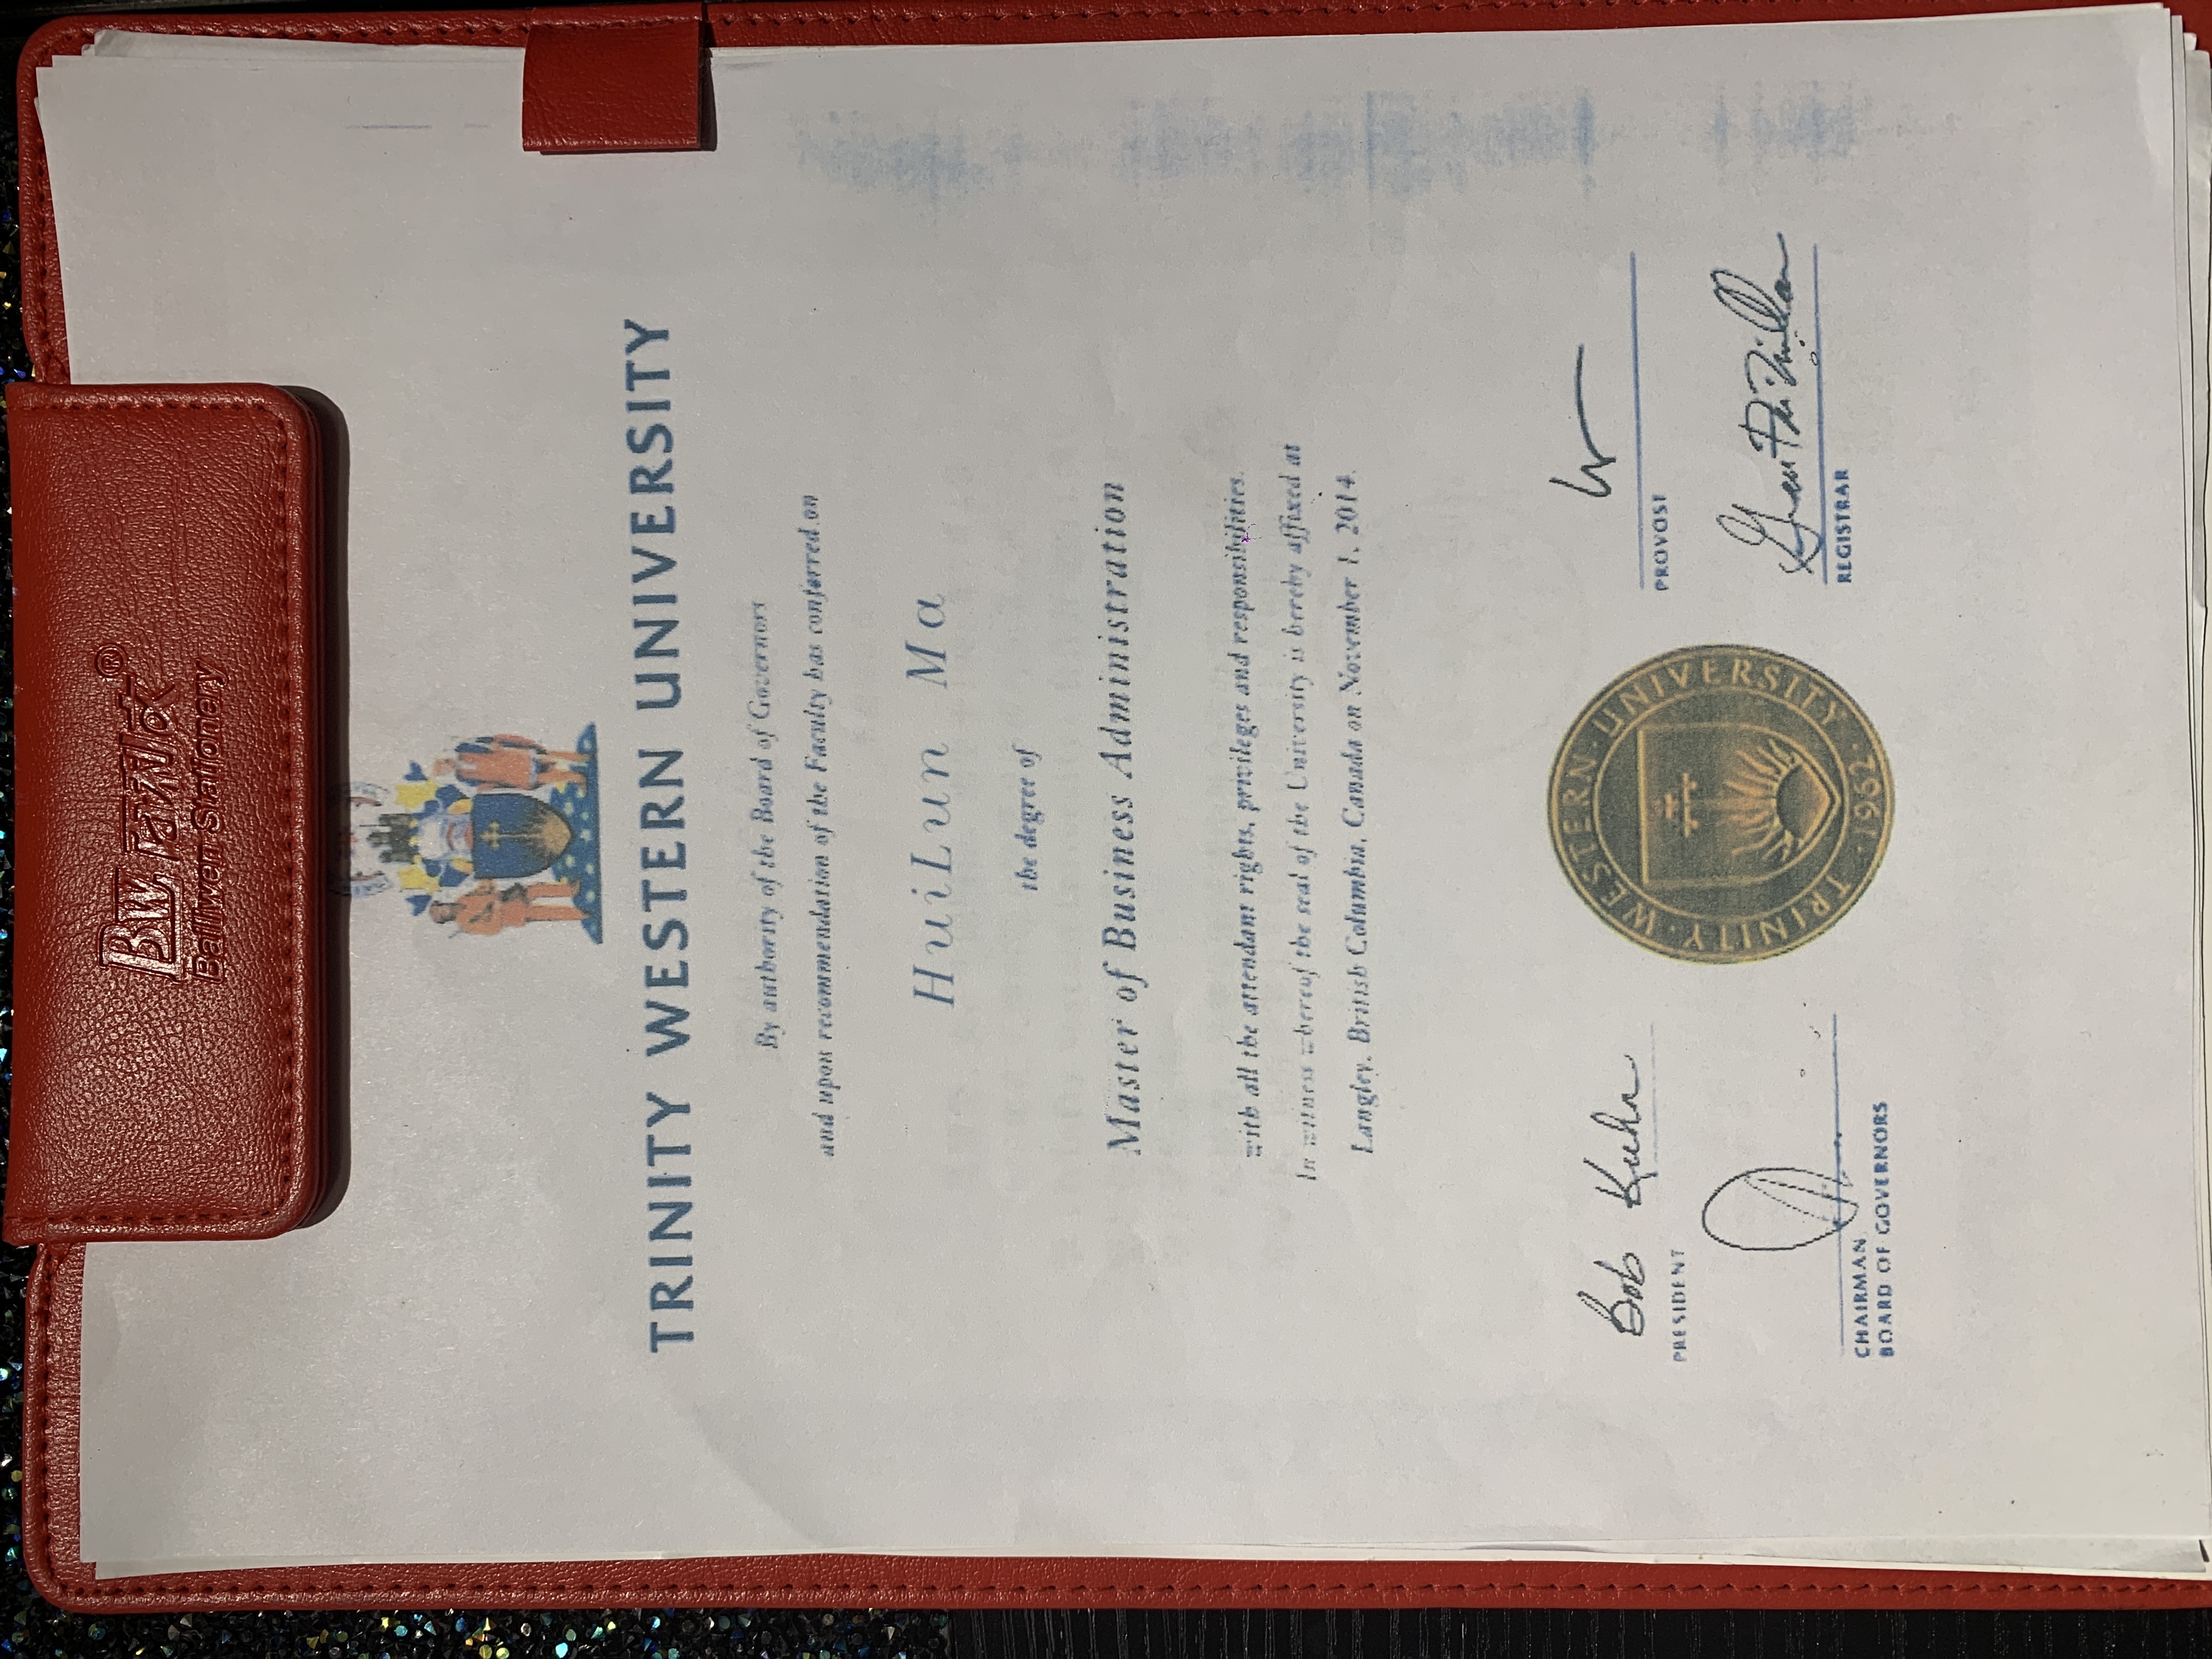 BW
Bailiwen Stationery
TRINITY WESTERN UNIVERSITY
By authority of the Board of Governors
and upon recommendation of the Faculty has conferred on
HuiLun Ma
the degree of
Master of Business Administration
with all the attendant rights, privileges and responsibilities.
In witness whereof the seal of the University is hereby affixed at
Langley, British Columbia, Canada on November 1, 2014.
Bob Kuhn
PRESIDENT
PROVOST
CHAIRMAN
BOARD OF GOVERNORS
REGISTRAR
TRINITY · WESTERN · UNIVERSITY · 1962 ·